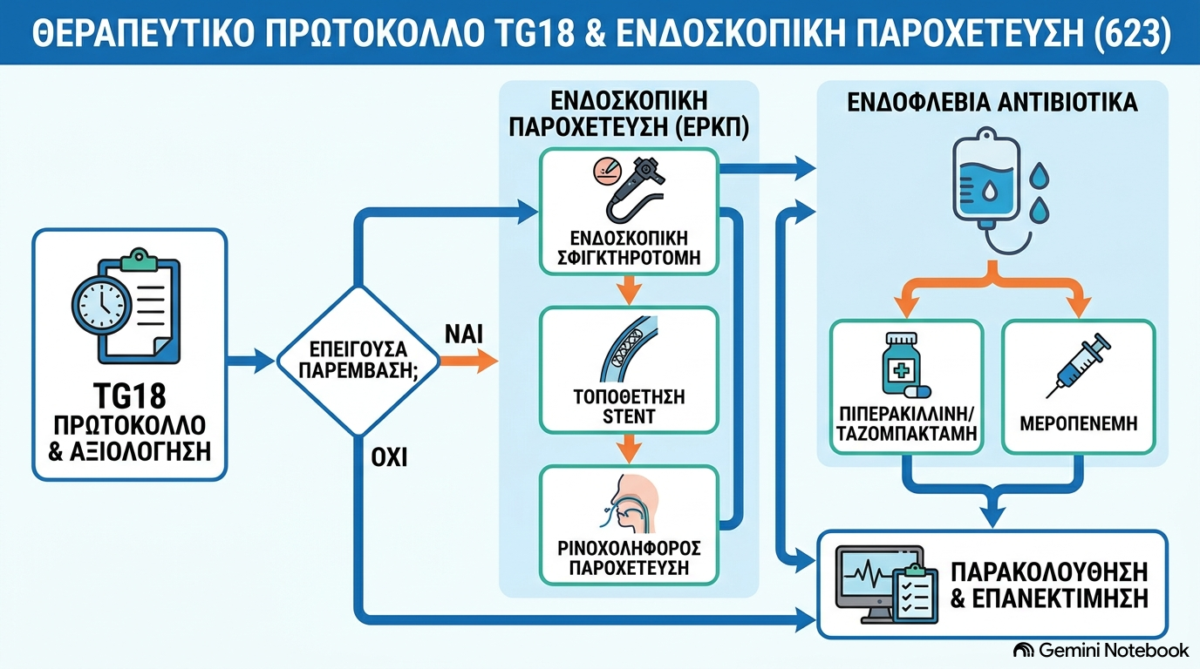 ΘΕΡΑΠΕΥΤΙΚΟ ΠΡΩΤΟΚΟΛΛΟ TG18 & ΕΝΔΟΣΚΟΠΙΚΗ ΠΑΡΟΧΕΤΕΥΣΗ (623)
TG18
ΠΡΩΤΟΚΟΛΛΟ
& ΑΞΙΟΛΟΓΗΣΗ
ΕΠΕΙΓΟΥΣΑ
ΠΑΡΕΜΒΑΣΗ;
ΝΑΙ
ΟΧΙ
ΕΝΔΟΣΚΟΠΙΚΗ
ΠΑΡΟΧΕΤΕΥΣΗ (ΕΡΚΠ)
ΕΝΔΟΣΚΟΠΙΚΗ
ΣΦΙΓΚΤΗΡΟΤΟΜΗ
ΤΟΠΟΘΕΤΗΣΗ
STENT
ΡΙΝΟΧΟΛΗΦΟΡΟΣ
ΠΑΡΟΧΕΤΕΥΣΗ
ΕΝΔΟΦΛΕΒΙΑ ΑΝΤΙΒΙΟΤΙΚΑ
ΠΙΠΕΡΑΚΙΛΛΙΝΗ/
ΤΑΖΟΜΠΑΚΤΑΜΗ
ΜΕΡΟΠΕΝΕΜΗ
ΠΑΡΑΚΟΛΟΥΘΗΣΗ
& ΕΠΑΝΕΚΤΙΜΗΣΗ
Gemini Notebook